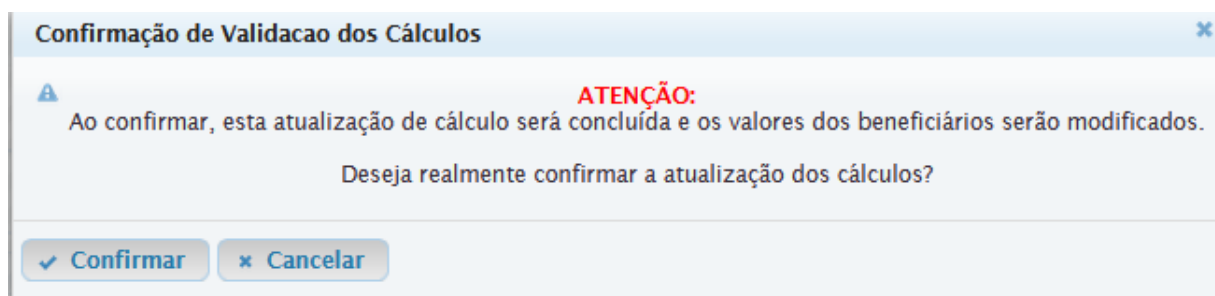 Confirmação de Validacao dos Cálculos
ATENÇÃO:
Ao confirmar, esta atualização de cálculo será concluída e os valores dos beneficiários serão modificados.
Deseja realmente confirmar a atualização dos cálculos?
Confirmar Cancelar